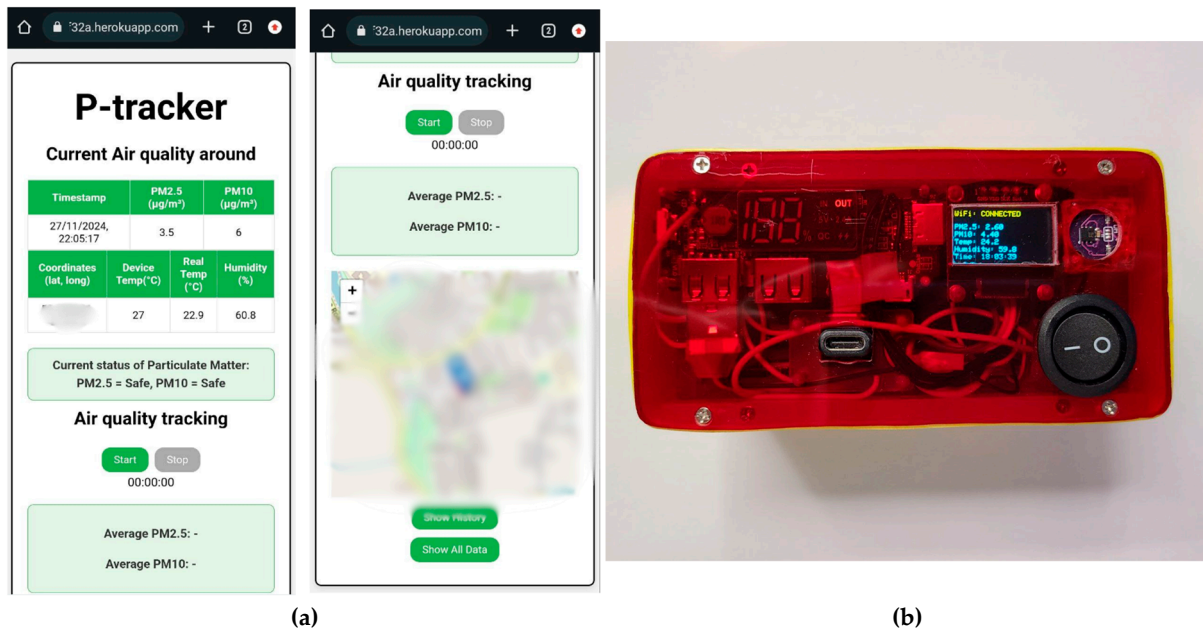 :32a.herokuapp.com
2
P-tracker
Current Air quality around
Timestamp
PM2.5
(µg/m³)
PM10
(µg/m³)
27/11/2024,
22:05:17
3.5
6
Coordinates
(lat, long)
Device
Temp(°C)
Real
Temp
(°C)
Humidity
(%)
27
22.9
60.8
Current status of Particulate Matter:
PM2.5 = Safe, PM10 = Safe
Air quality tracking
Start
Stop
00:00:00
Average PM2.5: -
Average PM10: -
:32a.herokuapp.com
2
Air quality tracking
Start
Stop
00:00:00
Average PM2.5: -
Average PM10: -
+
−
Show History
Show All Data
(a)
IN OUT
WiFi: CONNECTED
PM2.5: 2.60
PM10: 4.40
Temp: 24.2
Humidity: 59.8
Time: 18:03:39
(b)